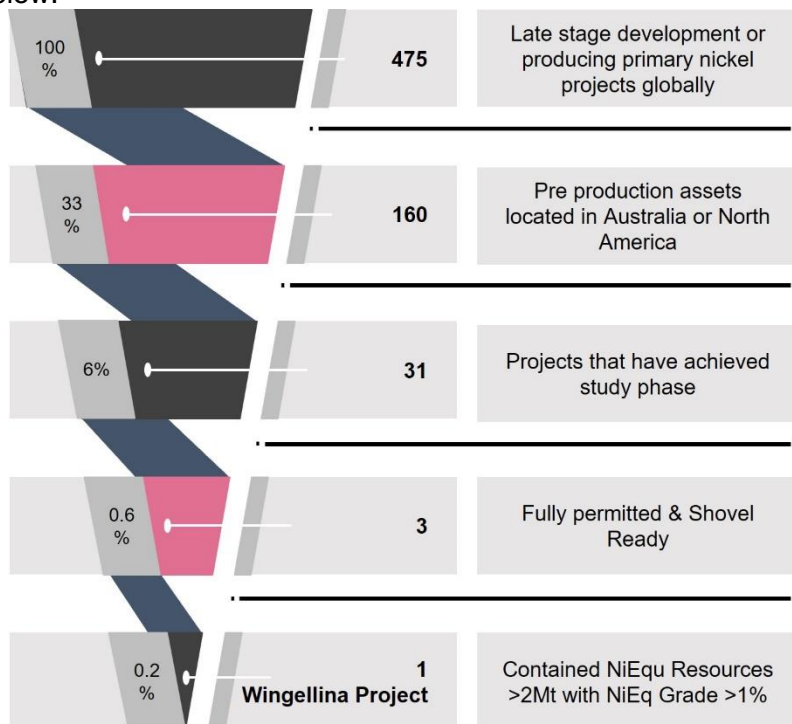 100
%
475
Late stage development or
producing primary nickel
projects globally
33
%
160
Pre production assets
located in Australia or North
America
6%
31
Projects that have achieved
study phase
0.6
%
3
Fully permitted & Shovel
Ready
0.2
%
1
Wingellina Project
Contained NiEqu Resources
>2Mt with NiEq Grade >1%